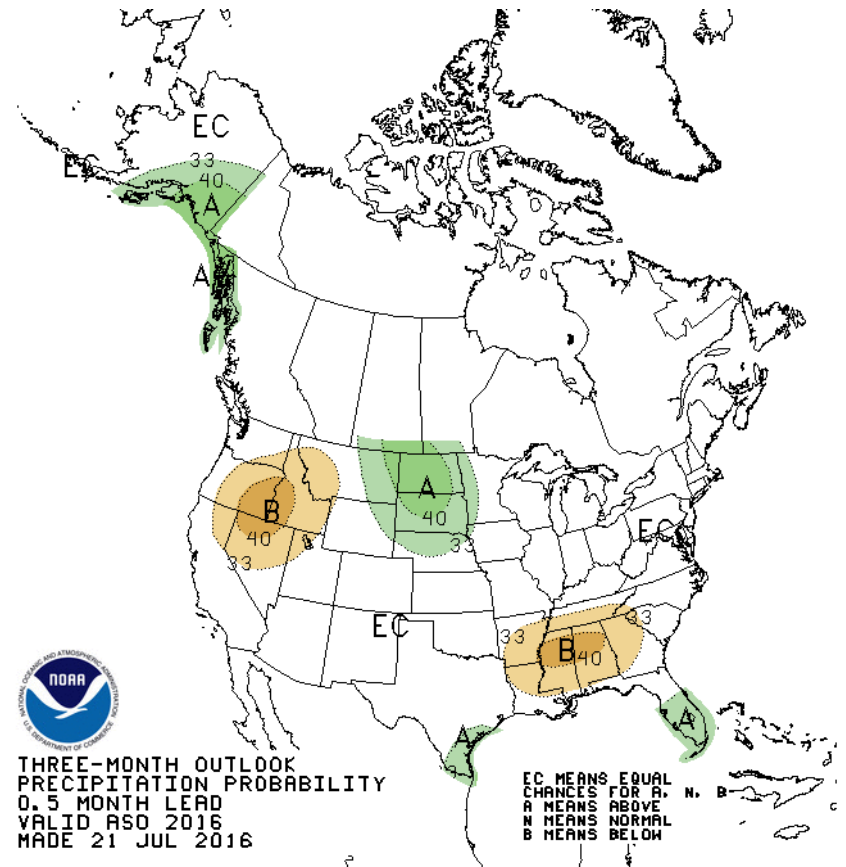 EC
EC
33
40
A
A
A
40
33
B
40
33
EC
EC
33
33
B
40
A
A
NATIONAL OCEANIC AND ATMOSPHERIC ADMINISTRATION
NOAA
U.S. DEPARTMENT OF COMMERCE
THREE-MONTH OUTLOOK
PRECIPITATION PROBABILITY
0.5 MONTH LEAD
VALID ASO 2016
MADE 21 JUL 2016
EC MEANS EQUAL
CHANCES FOR A, N, B
A MEANS ABOVE
N MEANS NORMAL
B MEANS BELOW